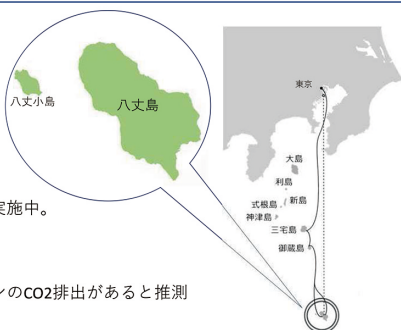 八丈小島
八丈島
東京
大島
利島
新島
式根島
神津島
三宅島
御蔵島
実施中。
ンのCO2排出があると推測